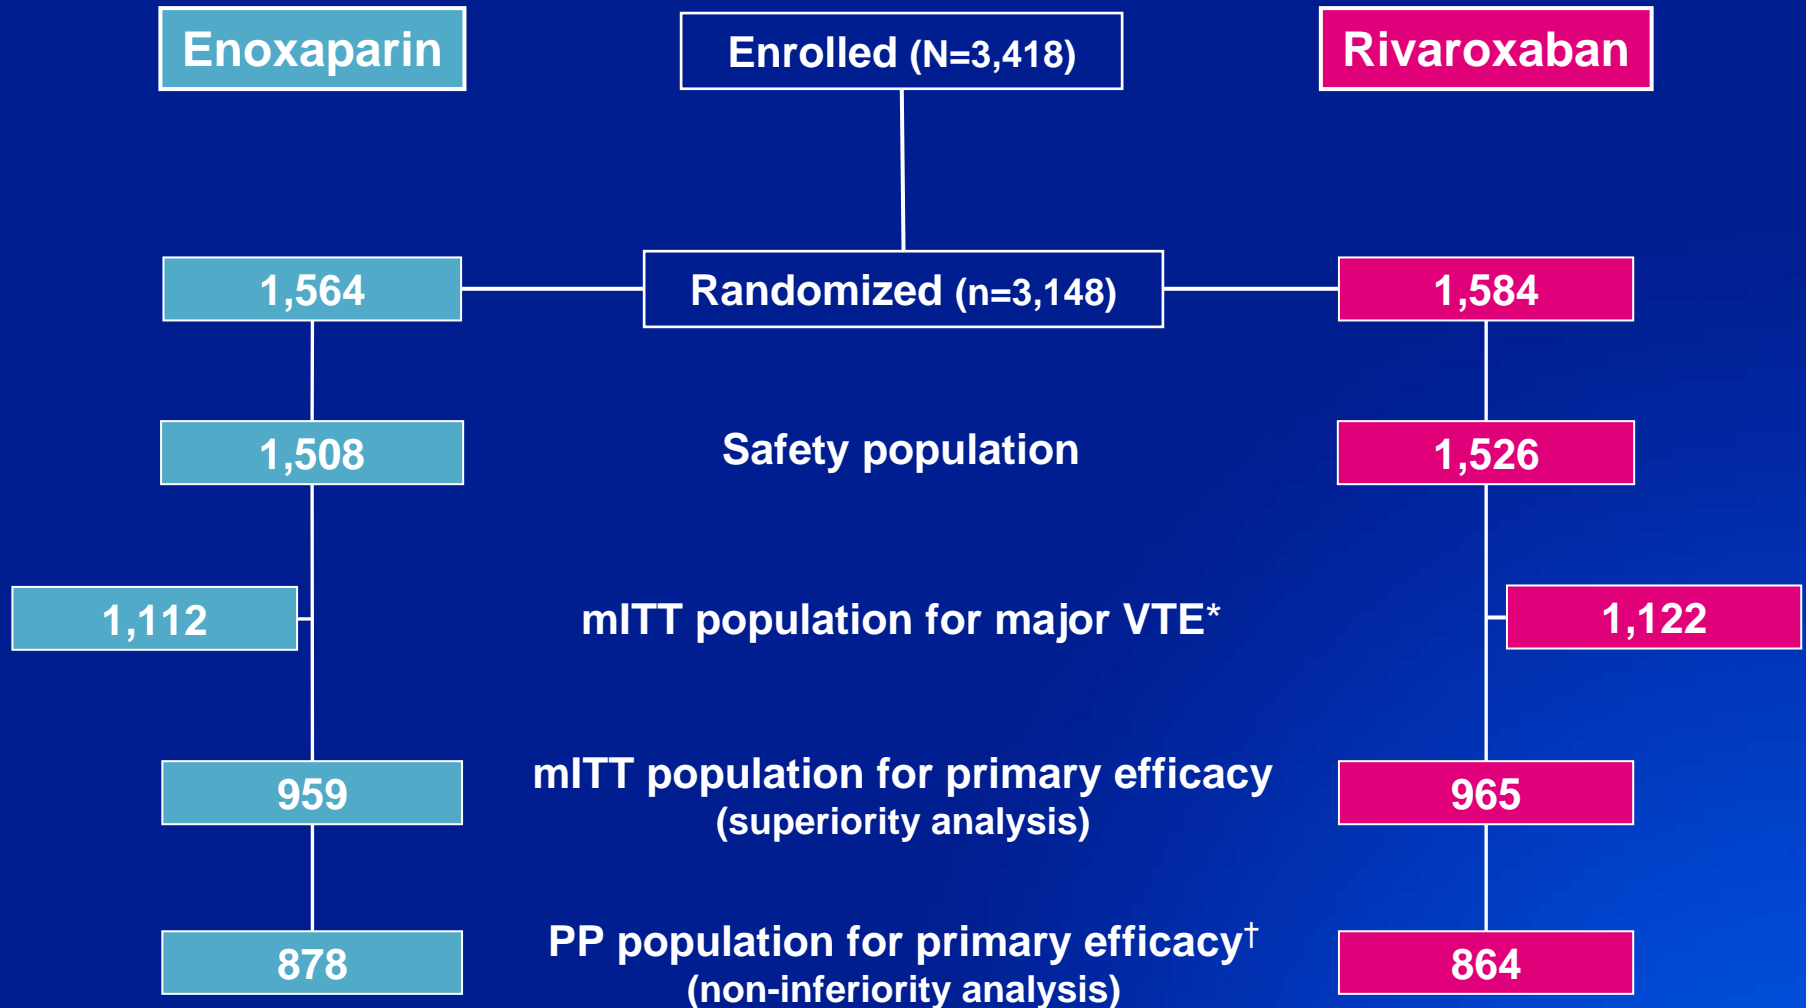 Enoxaparin
Enrolled (N=3,418)
Rivaroxaban
1,564
Randomized (n=3,148)
1,584
1,508
Safety population
1,526
1,112
mITT population for major VTE*
1,122
959
mITT population for primary efficacy
(superiority analysis)
965
878
PP population for primary efficacy†
(non-inferiority analysis)
864